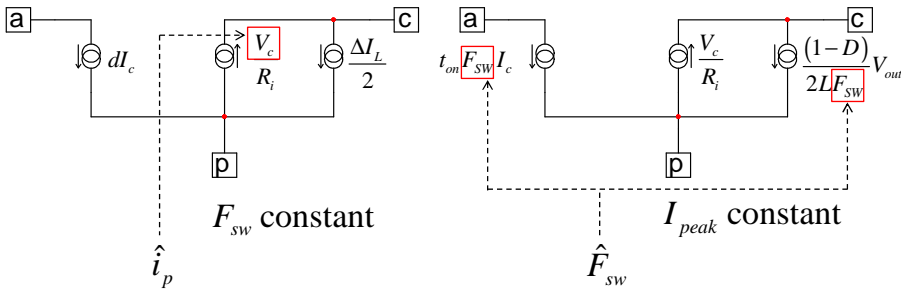 a
c
dI_c
V_c
R_i
ΔI_L
2
p
F_sw constant
î_p
a
c
t_on F_SW I_c
V_c
R_i
(1−D)
2LF_SW
V_out
p
I_peak constant
F̂_sw